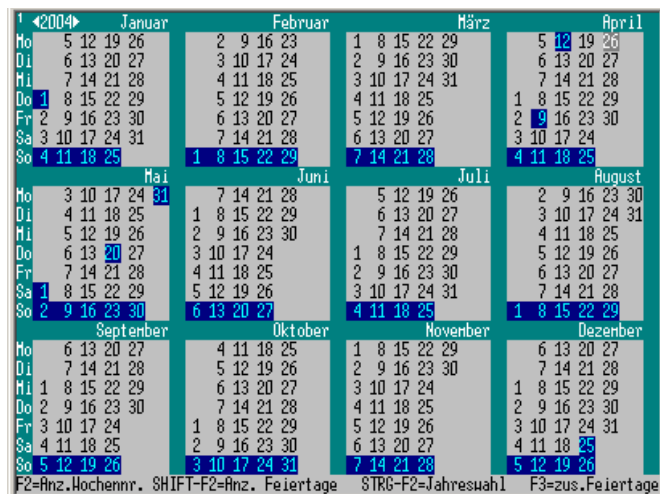 1 ◄2004► Januar Februar März April
Mo 5 12 19 26 2 9 16 23 1 8 15 22 29 5 12 19 26
Di 6 13 20 27 3 10 17 24 2 9 16 23 30 6 13 20 27
Mi 7 14 21 28 4 11 18 25 3 10 17 24 31 7 14 21 28
Do 1 8 15 22 29 5 12 19 26 4 11 18 25 1 8 15 22 29
Fr 2 9 16 23 30 6 13 20 27 5 12 19 26 2 9 16 23 30
Sa 3 10 17 24 31 7 14 21 28 6 13 20 27 3 10 17 24
So 4 11 18 25 1 8 15 22 29 7 14 21 28 4 11 18 25
Mai Juni Juli August
Mo 3 10 17 24 31 7 14 21 28 5 12 19 26 2 9 16 23 30
Di 4 11 18 25 1 8 15 22 29 6 13 20 27 3 10 17 24 31
Mi 5 12 19 26 2 9 16 23 30 7 14 21 28 4 11 18 25
Do 6 13 20 27 3 10 17 24 1 8 15 22 29 5 12 19 26
Fr 7 14 21 28 4 11 18 25 2 9 16 23 30 6 13 20 27
Sa 1 8 15 22 29 5 12 19 26 3 10 17 24 31 7 14 21 28
So 2 9 16 23 30 6 13 20 27 4 11 18 25 1 8 15 22 29
September Oktober November Dezember
Mo 6 13 20 27 4 11 18 25 1 8 15 22 29 6 13 20 27
Di 7 14 21 28 5 12 19 26 2 9 16 23 30 7 14 21 28
Mi 1 8 15 22 29 6 13 20 27 3 10 17 24 1 8 15 22 29
Do 2 9 16 23 30 7 14 21 28 4 11 18 25 2 9 16 23 30
Fr 3 10 17 24 1 8 15 22 29 5 12 19 26 3 10 17 24 31
Sa 4 11 18 25 2 9 16 23 30 6 13 20 27 4 11 18 25
So 5 12 19 26 3 10 17 24 31 7 14 21 28 5 12 19 26
F2=Anz.Wochennr. SHIFT-F2=Anz. Feiertage STRG-F2=Jahreswahl F3=zus.Feiertage